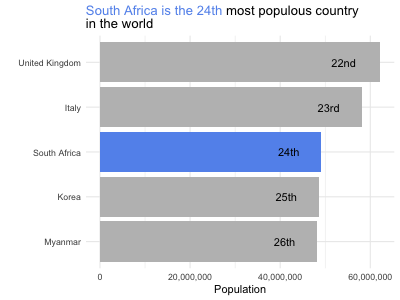 South Africa is the 24th most populous country
in the world
United Kingdom
22nd
Italy
23rd
South Africa
24th
Korea
25th
Myanmar
26th
0
20,000,000
40,000,000
60,000,000
Population